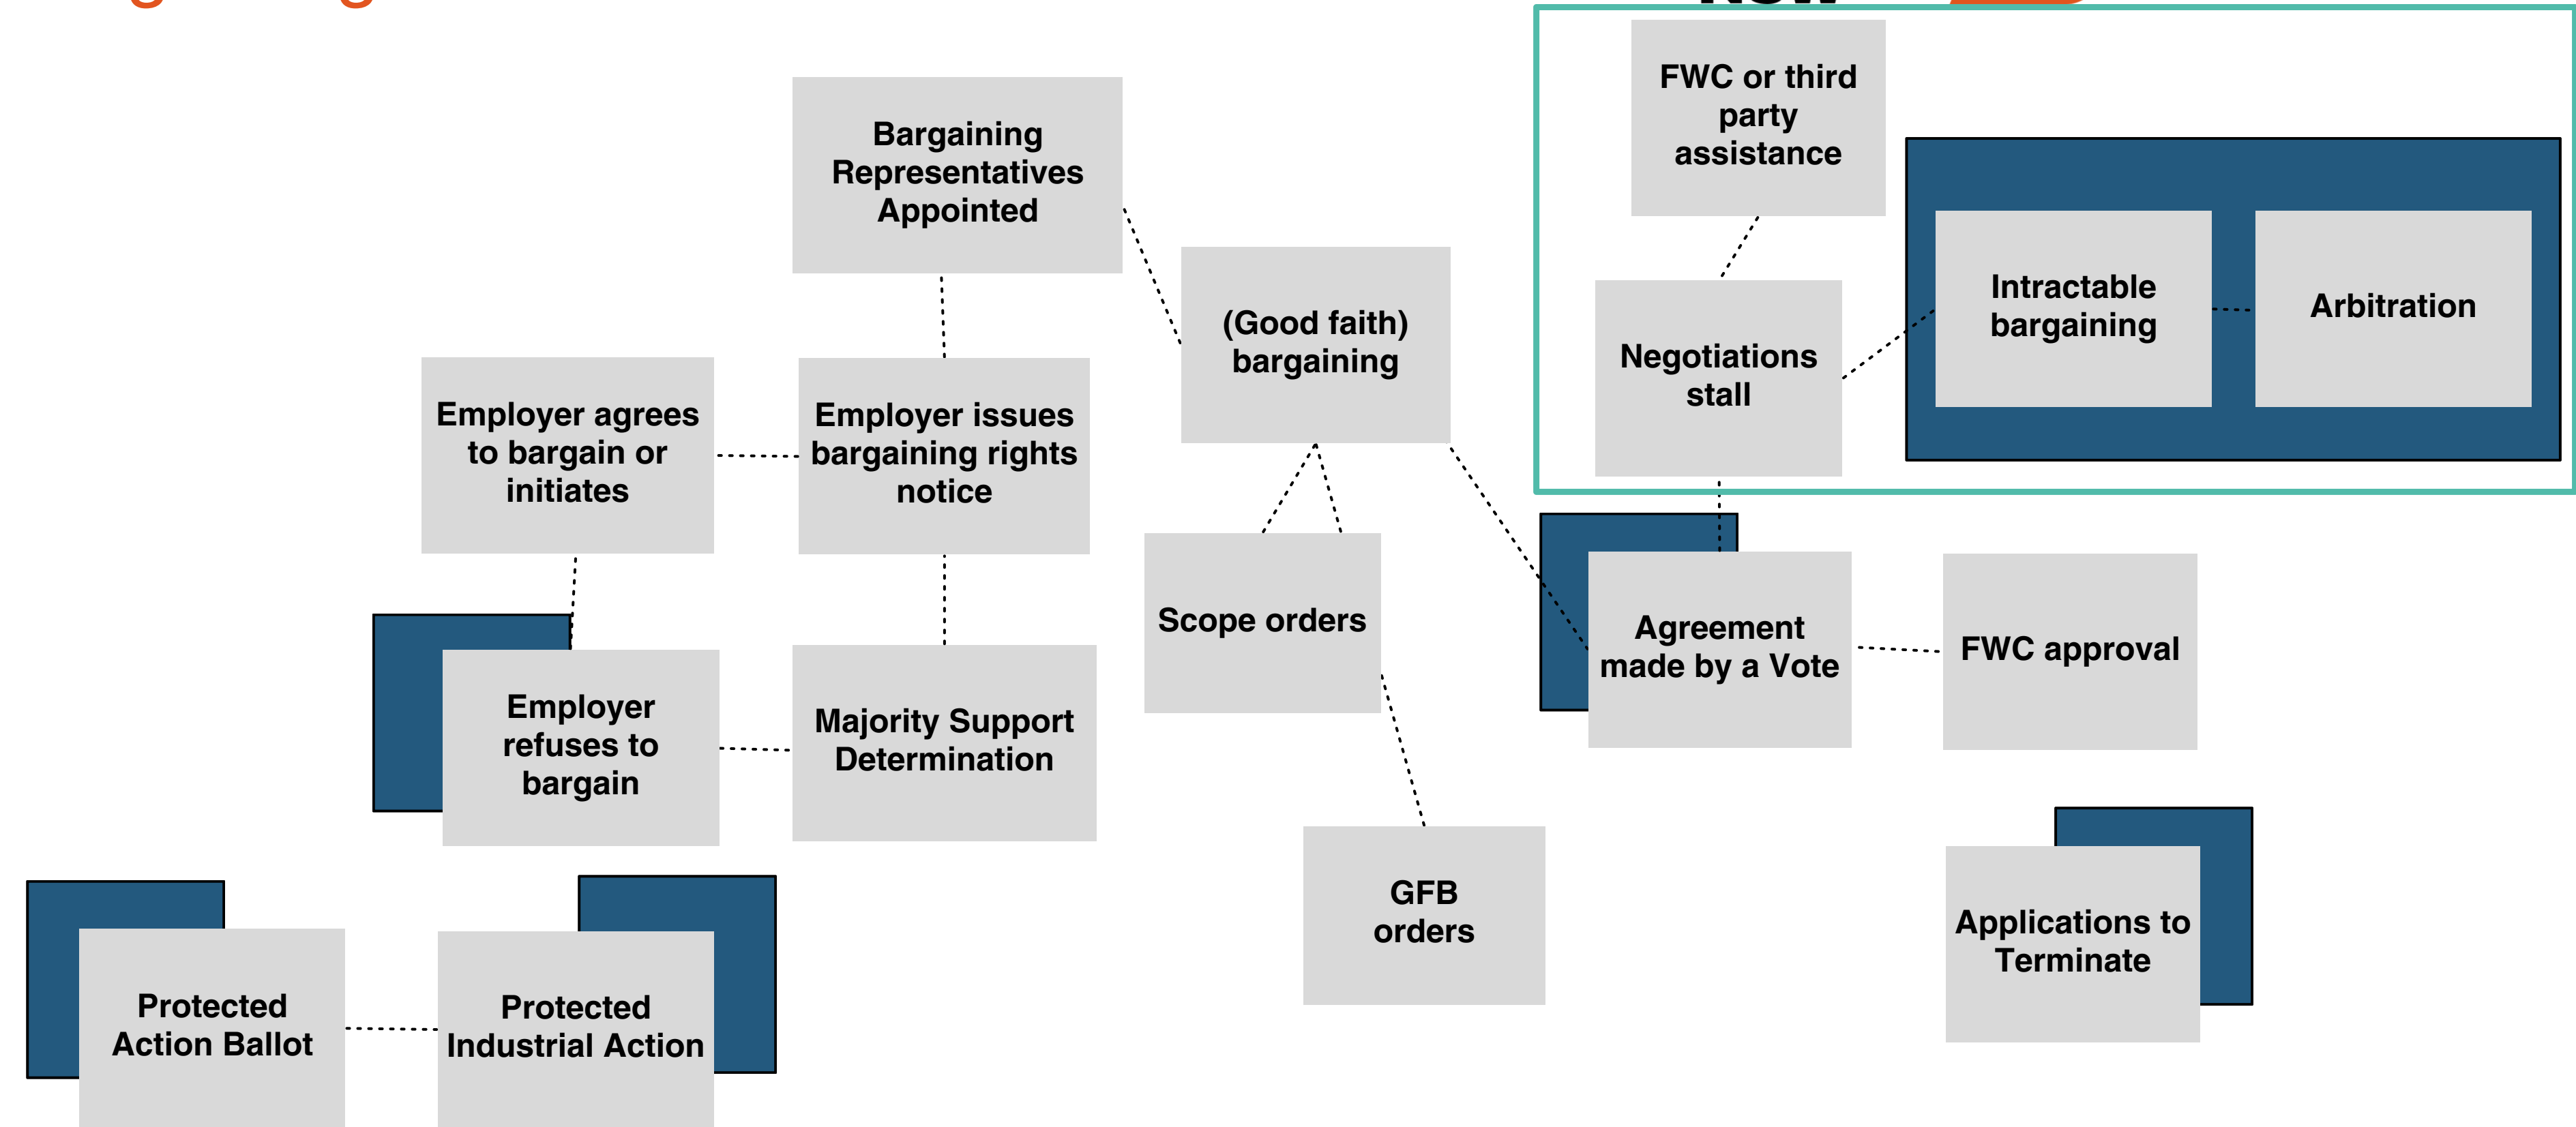 FWC or third
party
assistance
Bargaining
Representatives
Appointed
(Good faith)
bargaining
Intractable
bargaining
Arbitration
Negotiations
stall
Employer agrees
to bargain or
initiates
Employer issues
bargaining rights
notice
Scope orders
Agreement
made by a Vote
FWC approval
Employer
refuses to
bargain
Majority Support
Determination
GFB
orders
Applications to
Terminate
Protected
Action Ballot
Protected
Industrial Action